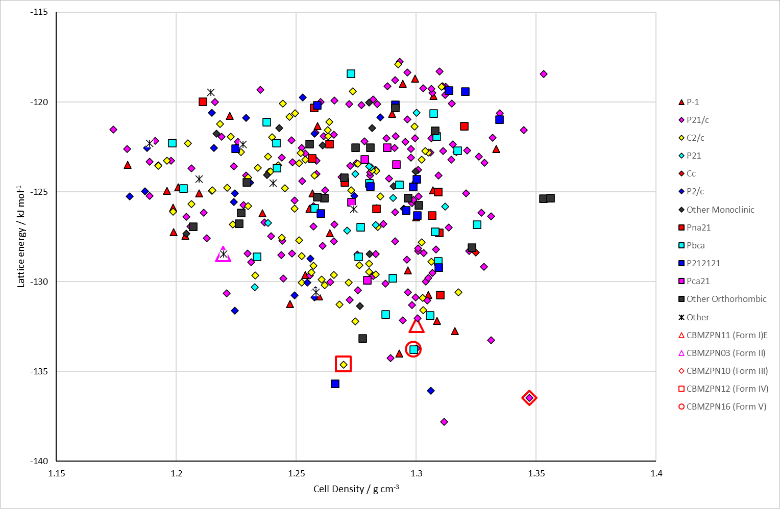 -115
-120
-125
-130
-135
-140
Lattice energy / kJ mol-1
1.15
1.2
1.25
1.3
1.35
1.4
Cell Density / g cm-3
P-1
P21/c
C2/c
P21
Cc
P2/c
Other Monoclinic
Pna21
Pbca
P212121
Pca21
Other Orthorhombic
Other
CBMZPN11 (Form I)E
CBMZPN03 (Form II)
CBMZPN10 (Form III)
CBMZPN12 (Form IV)
CBMZPN16 (Form V)